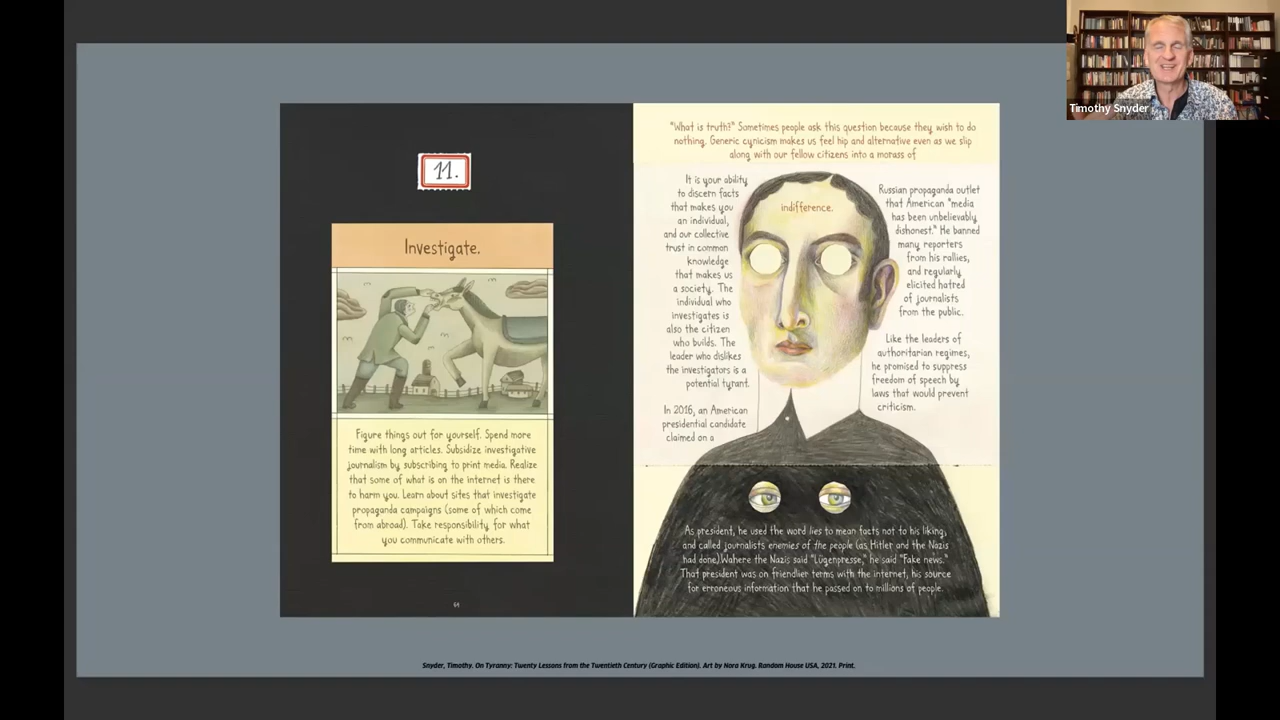 Timothy Snyder
11.
Investigate.
Figure things out for yourself. Spend more
time with long articles. Subsidize investigative
journalism by subscribing to print media. Realize
that some of what is on the internet is there
to harm you. Learn about sites that investigate
propaganda campaigns (some of which come
from abroad). Take responsibility for what
you communicate with others.
64
"What is truth?" Sometimes people ask this question because they wish to do
nothing. Generic cynicism makes us feel hip and alternative even as we slip
along with our fellow citizens into a morass of
indifference.
It is your ability
to discern facts
that makes you
an individual,
and our collective
trust in common
knowledge
that makes us
a society. The
individual who
investigates is
also the citizen
who builds. The
leader who dislikes
the investigators is a
potential tyrant.
In 2016, an American
presidential candidate
claimed on a
Russian propaganda outlet
that American "media
has been unbelievably
dishonest." He banned
many reporters
from his rallies,
and regularly
elicited hatred
of journalists
from the public.
Like the leaders of
authoritarian regimes,
he promised to suppress
freedom of speech by
laws that would prevent
criticism.
As president, he used the word lies to mean facts not to his liking,
and called journalists enemies of the people (as Hitler and the Nazis
had done).Wahere the Nazis said "Lügenpresse," he said "Fake news."
That president was on friendlier terms with the internet, his source
for erroneous information that he passed on to millions of people.
Snyder, Timothy. On Tyranny: Twenty Lessons from the Twentieth Century (Graphic Edition). Art by Nora Krug. Random House USA, 2021. Print.